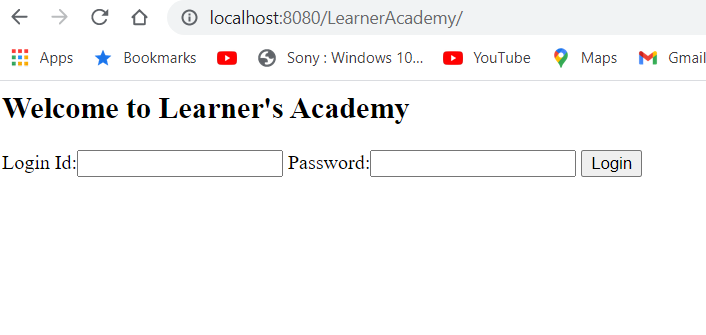 localhost:8080/LearnerAcademy/
Apps Bookmarks Sony : Windows 10... YouTube Maps Gmail
Welcome to Learner's Academy
Login Id: Password: Login